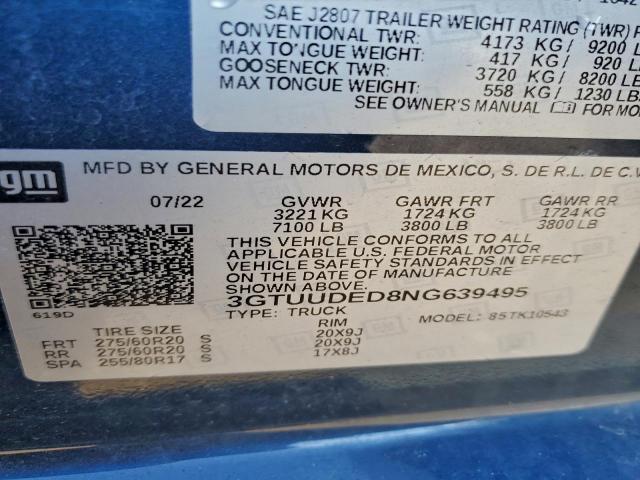 SAE J2807 TRAILER WEIGHT RATING (TWR)
CONVENTIONAL TWR: 4173 KG/ 9200
MAX TONGUE WEIGHT: 417 KG/ 920
GOOSENECK TWR: 3720 KG/ 8200
MAX TONGUE WEIGHT: 558 KG/ 1230
SEE OWNER'S MANUAL FOR
gm
MFD BY GENERAL MOTORS DE MEXICO, S. DE R.L. DE C.V
07/22 GVWR GAWR FRT GAWR RR
3221 KG 1724 KG 1724 KG
7100 LB 3800 LB 3800 LB
THIS VEHICLE CONFORMS TO ALL
APPLICABLE U.S. FEDERAL MOTOR
VEHICLE SAFETY STANDARDS IN EFFECT
ON THE DATE OF MANUFACTURE
3GTUUDED8NG639495
619D
TYPE: TRUCK MODEL: 85TK10543
TIRE SIZE RIM
FRT 275/60R20 S 20X9J
RR 275/60R20 S 20X9J
SPA 255/80R17 S 17X8J